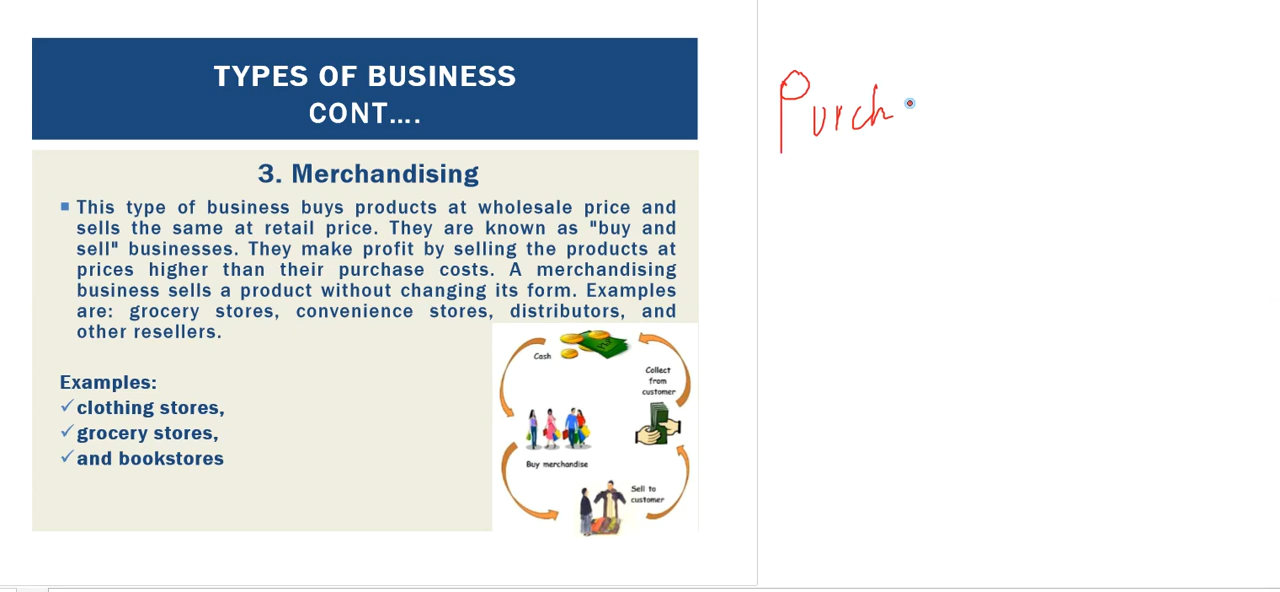 TYPES OF BUSINESS
CONT....
3. Merchandising
This type of business buys products at wholesale price and
sells the same at retail price. They are known as "buy and
sell" businesses. They make profit by selling the products at
prices higher than their purchase costs. A merchandising
business sells a product without changing its form. Examples
are: grocery stores, convenience stores, distributors, and
other resellers.
Examples:
✓clothing stores,
✓grocery stores,
✓and bookstores
Cash
Collect
from
customer
Buy merchandise
Sell to
customer
Purch